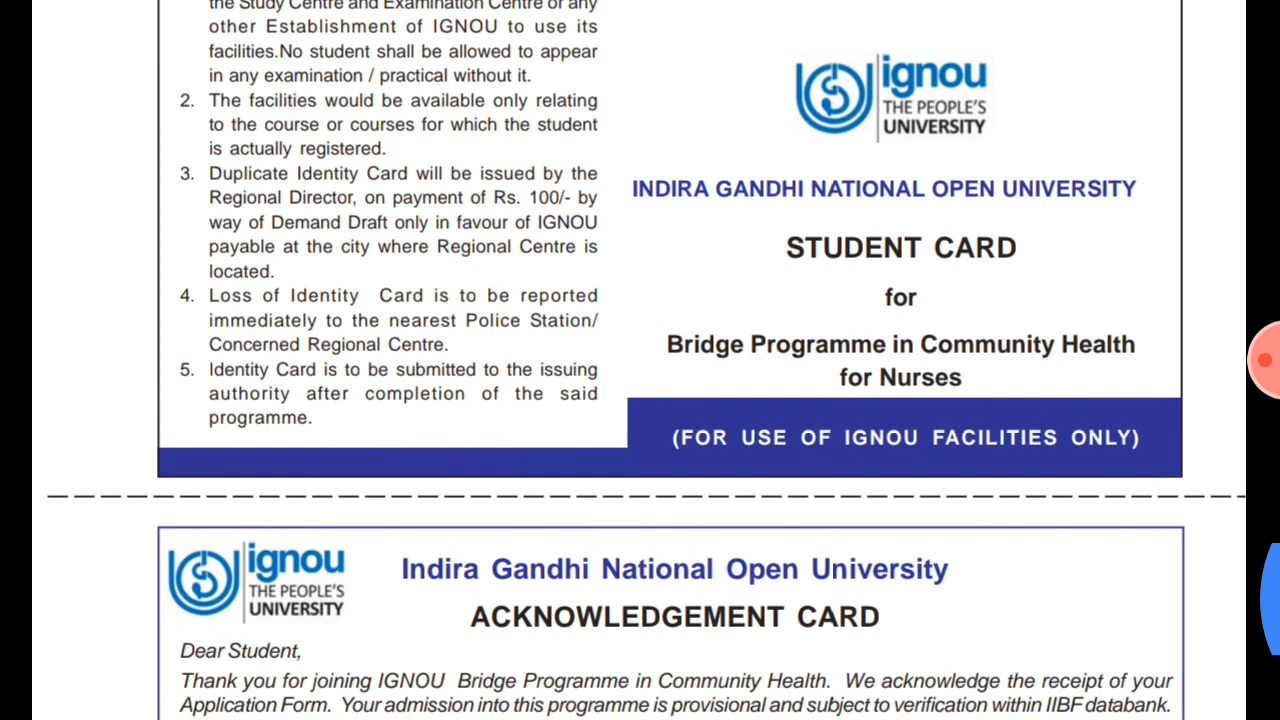 the Study Centre and Examination Centre or any
other Establishment of IGNOU to use its
facilities.No student shall be allowed to appear
in any examination / practical without it.
2. The facilities would be available only relating
to the course or courses for which the student
is actually registered.
3. Duplicate Identity Card will be issued by the
Regional Director, on payment of Rs. 100/- by
way of Demand Draft only in favour of IGNOU
payable at the city where Regional Centre is
located.
4. Loss of Identity Card is to be reported
immediately to the nearest Police Station/
Concerned Regional Centre.
5. Identity Card is to be submitted to the issuing
authority after completion of the said
programme.
ignou
THE PEOPLE'S
UNIVERSITY
INDIRA GANDHI NATIONAL OPEN UNIVERSITY
STUDENT CARD
for
Bridge Programme in Community Health
for Nurses
(FOR USE OF IGNOU FACILITIES ONLY)
ignou
THE PEOPLE'S
UNIVERSITY
Indira Gandhi National Open University
ACKNOWLEDGEMENT CARD
Dear Student,
Thank you for joining IGNOU Bridge Programme in Community Health. We acknowledge the receipt of your
Application Form. Your admission into this programme is provisional and subject to verification within IIBF databank.